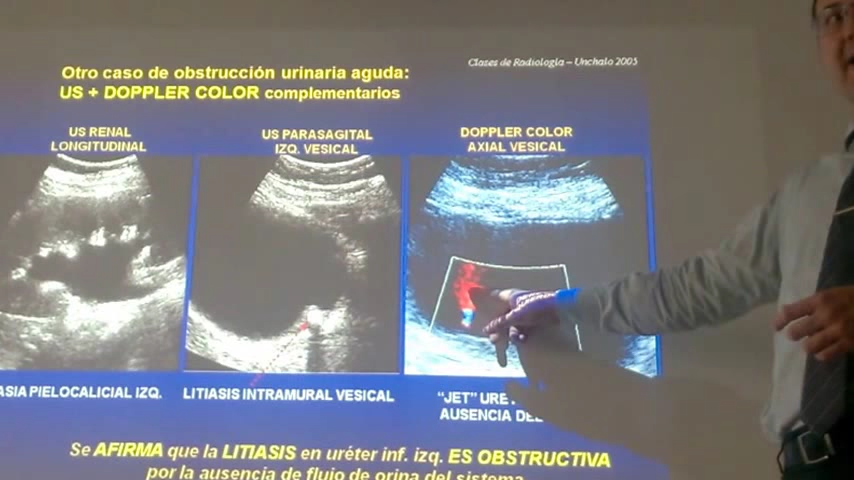 Clases de Radiología – Unchalo 2005
Otro caso de obstrucción urinaria aguda:
US + DOPPLER COLOR complementarios
US RENAL
LONGITUDINAL
US PARASAGITAL
IZQ. VESICAL
DOPPLER COLOR
AXIAL VESICAL
ASIA PIELOCALICIAL IZQ.
LITIASIS INTRAMURAL VESICAL
"JET" URE
AUSENCIA DEL
Se AFIRMA que la LITIASIS en uréter inf. izq. ES OBSTRUCTIVA
por la ausencia de flujo de orina del sistema